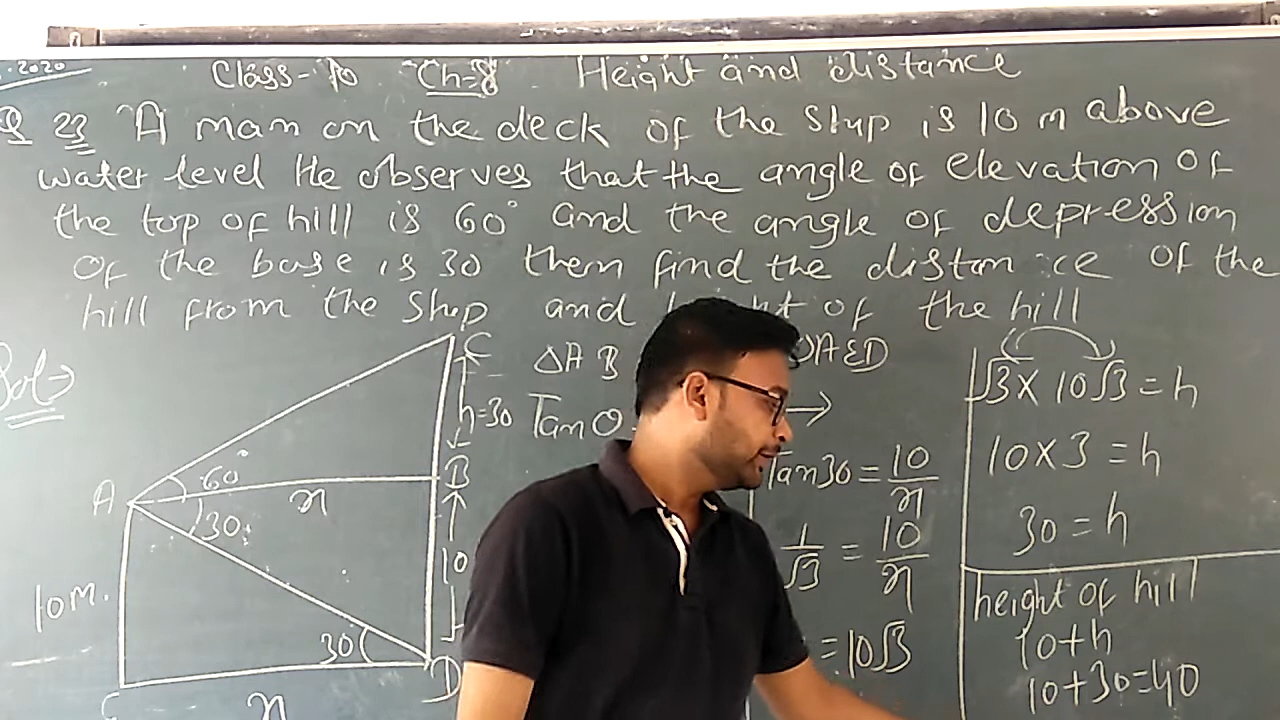 .2020
Class-10 Ch=8 Height and distance
Q 23 A man on the deck of the ship is 10 m above
water level He observes that the angle of elevation of
the top of hill is 60° and the angle of depression
of the base is 30 then find the distance of the
hill from the ship and of the hill
Sol→
C
h=30
A
60°
B
x
30
10M.
10
30
D
x
ΔAB
Tanθ
AED
→
Tan30 = 10/x
1/√3 = 10/x
= 10√3
√3 × 10√3 = h
10×3 = h
30 = h
height of hill
10+h
10+30=40